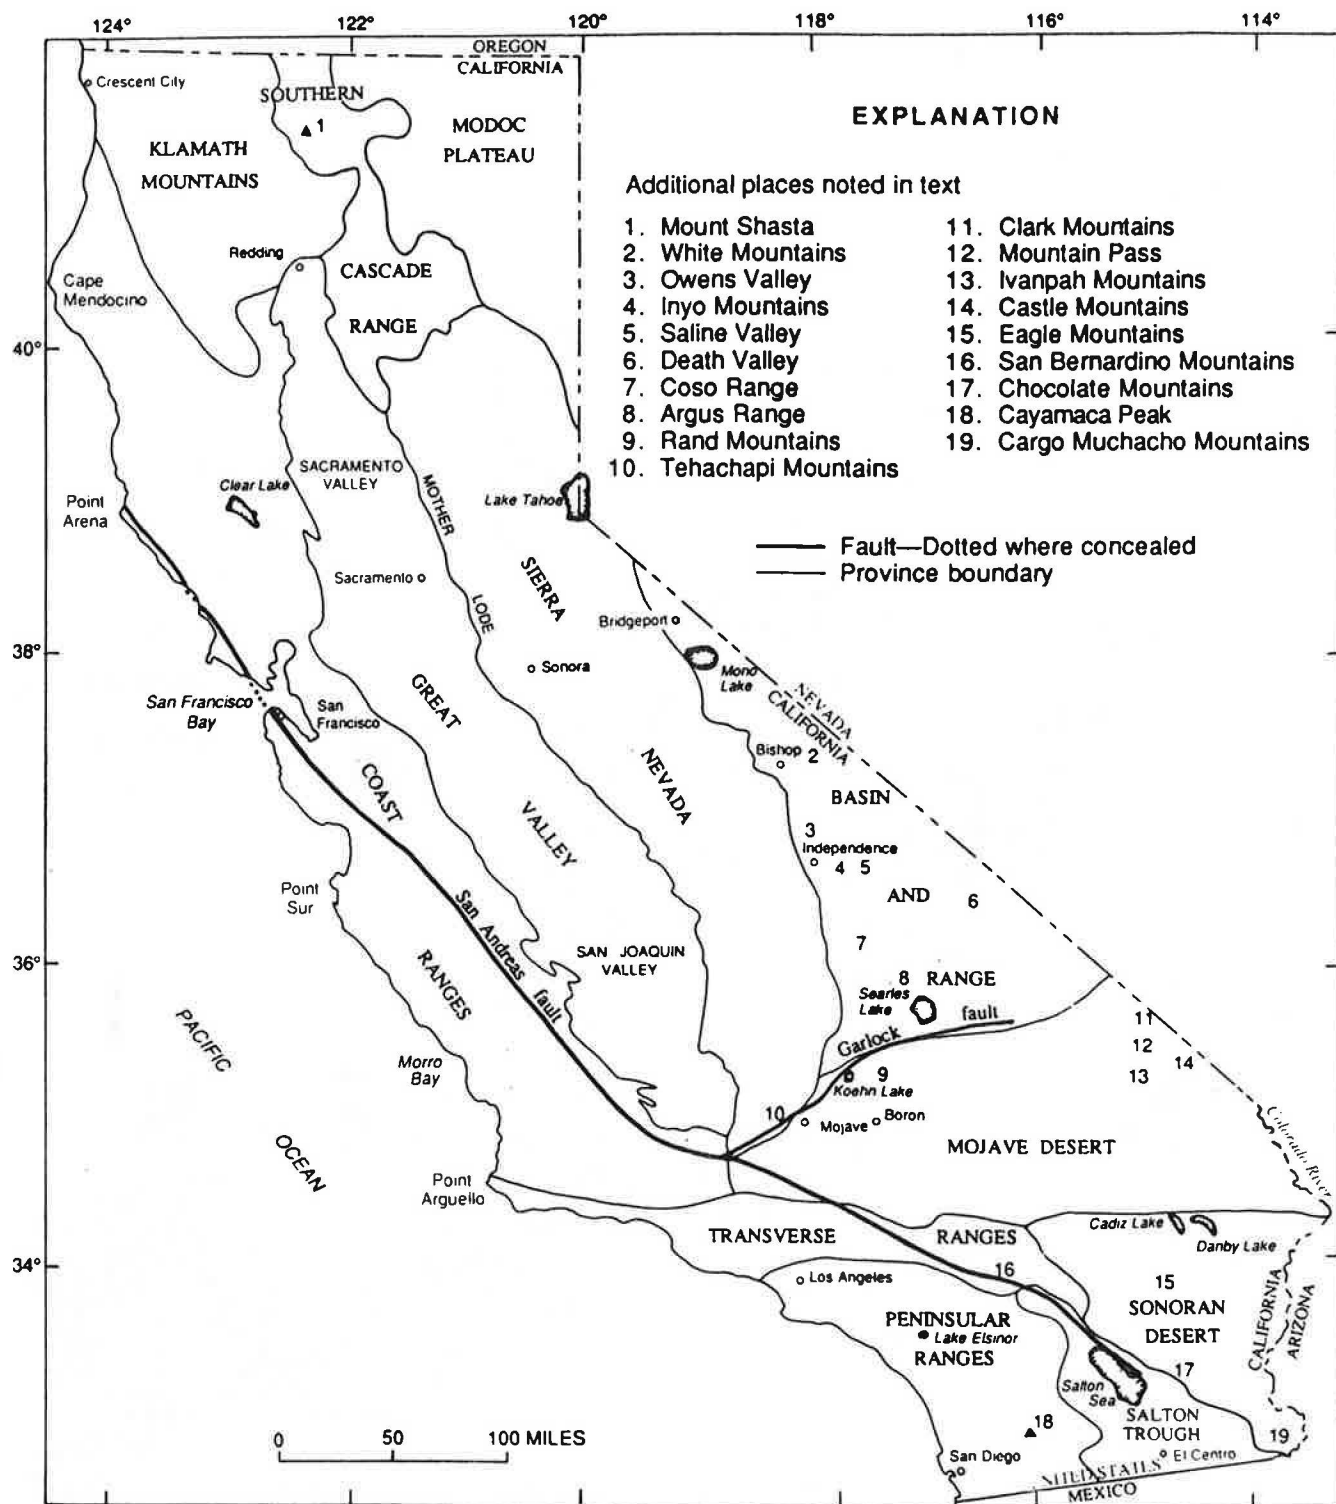 124° 122° 120° 118° 116° 114°
OREGON
CALIFORNIA
Crescent City
SOUTHERN
1
MODOC
PLATEAU
KLAMATH
MOUNTAINS
EXPLANATION
Additional places noted in text
1. Mount Shasta
2. White Mountains
3. Owens Valley
4. Inyo Mountains
5. Saline Valley
6. Death Valley
7. Coso Range
8. Argus Range
9. Rand Mountains
10. Tehachapi Mountains
11. Clark Mountains
12. Mountain Pass
13. Ivanpah Mountains
14. Castle Mountains
15. Eagle Mountains
16. San Bernardino Mountains
17. Chocolate Mountains
18. Cayamaca Peak
19. Cargo Muchacho Mountains
Fault—Dotted where concealed
Province boundary
Redding
CASCADE
RANGE
Cape
Mendocino
40°
SACRAMENTO
VALLEY
Clear Lake
MOTHER
LODE
Lake Tahoe
Point
Arena
Sacramento
SIERRA
NEVADA
Bridgeport
38°
Sonora
Mono
Lake
NEVADA
CALIFORNIA
San Francisco
Bay
San
Francisco
GREAT
VALLEY
Bishop
2
COAST
RANGES
BASIN
3
Independence
4 5
AND
6
Point
Sur
San Andreas fault
SAN JOAQUIN
VALLEY
7
36°
8
RANGE
Searles
Lake
Garlock fault
11
12
14
13
PACIFIC
OCEAN
Morro
Bay
9
Koehn Lake
10
Mojave
Boron
MOJAVE DESERT
Colorado River
Point
Arguello
TRANSVERSE
RANGES
Cadiz Lake
Danby Lake
34°
16
Los Angeles
15
SONORAN
DESERT
CALIFORNIA
ARIZONA
PENINSULAR
Lake Elsinor
RANGES
17
Salton
Sea
SALTON
TROUGH
18
19
El Centro
San Diego
MEXICO
0 50 100 MILES